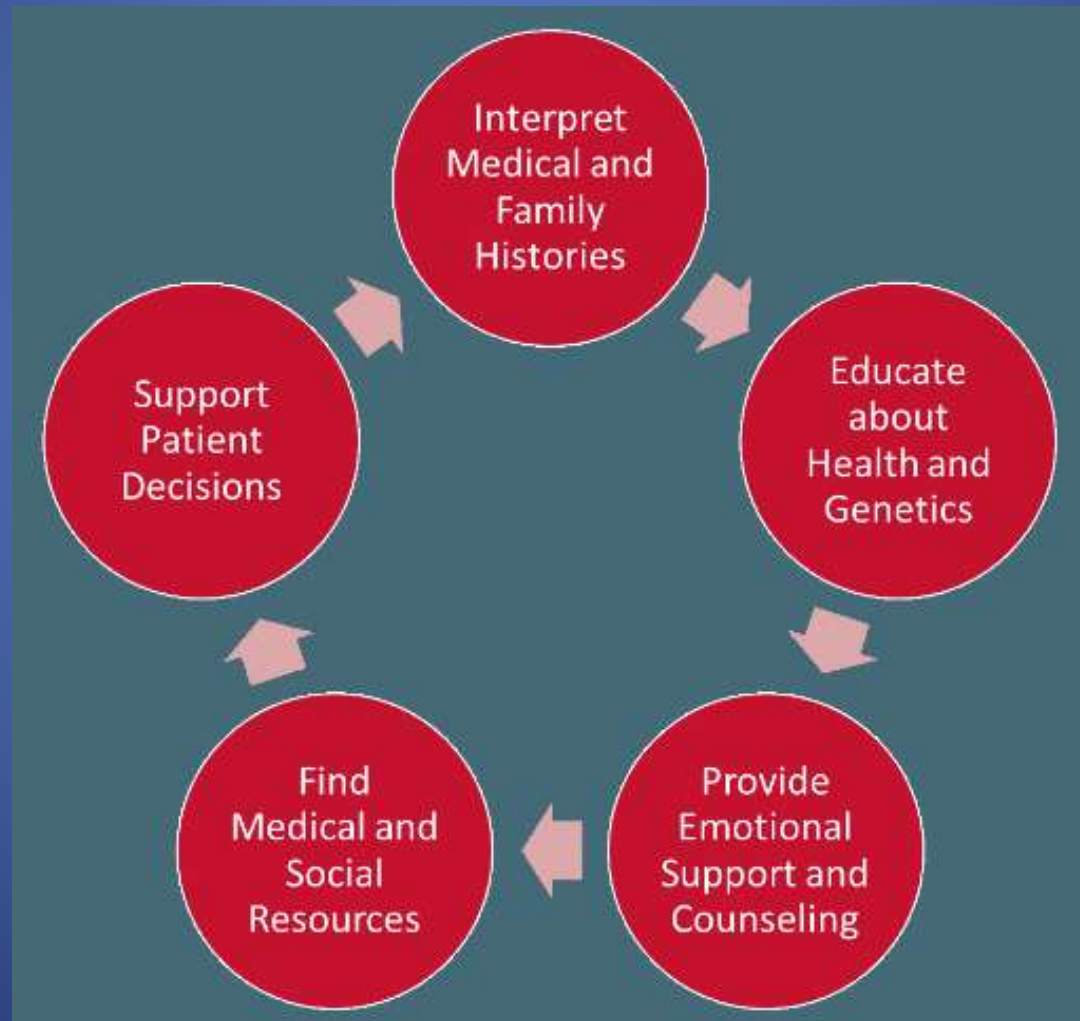 Interpret
Medical and
Family
Histories
Educate
about
Health and
Genetics
Provide
Emotional
Support and
Counseling
Find
Medical and
Social
Resources
Support
Patient
Decisions